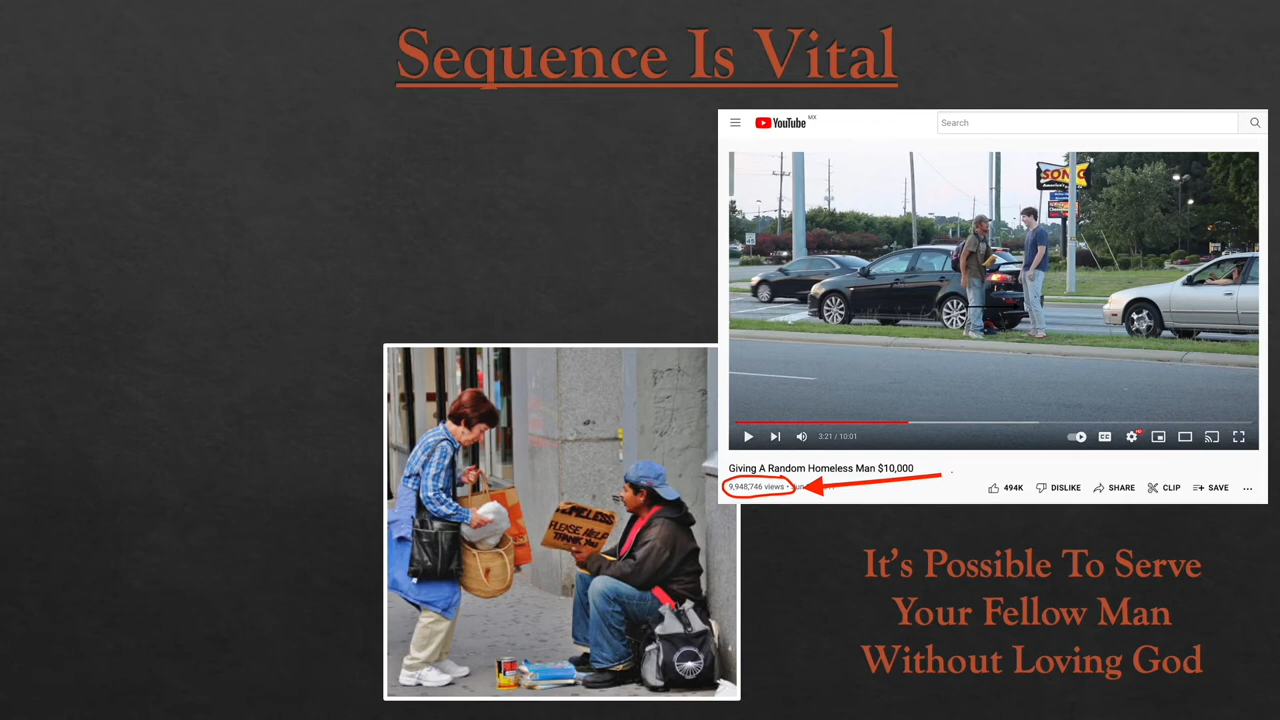 Sequence Is Vital
YouTube MX
Search
SONIC
America's
3:21 / 10:01
CC
HD
Giving A Random Homeless Man $10,000
9,948,746 views •
494K
DISLIKE
SHARE
CLIP
SAVE
HOMELESS
PLEASE HELP
THANK YOU
It's Possible To Serve
Your Fellow Man
Without Loving God